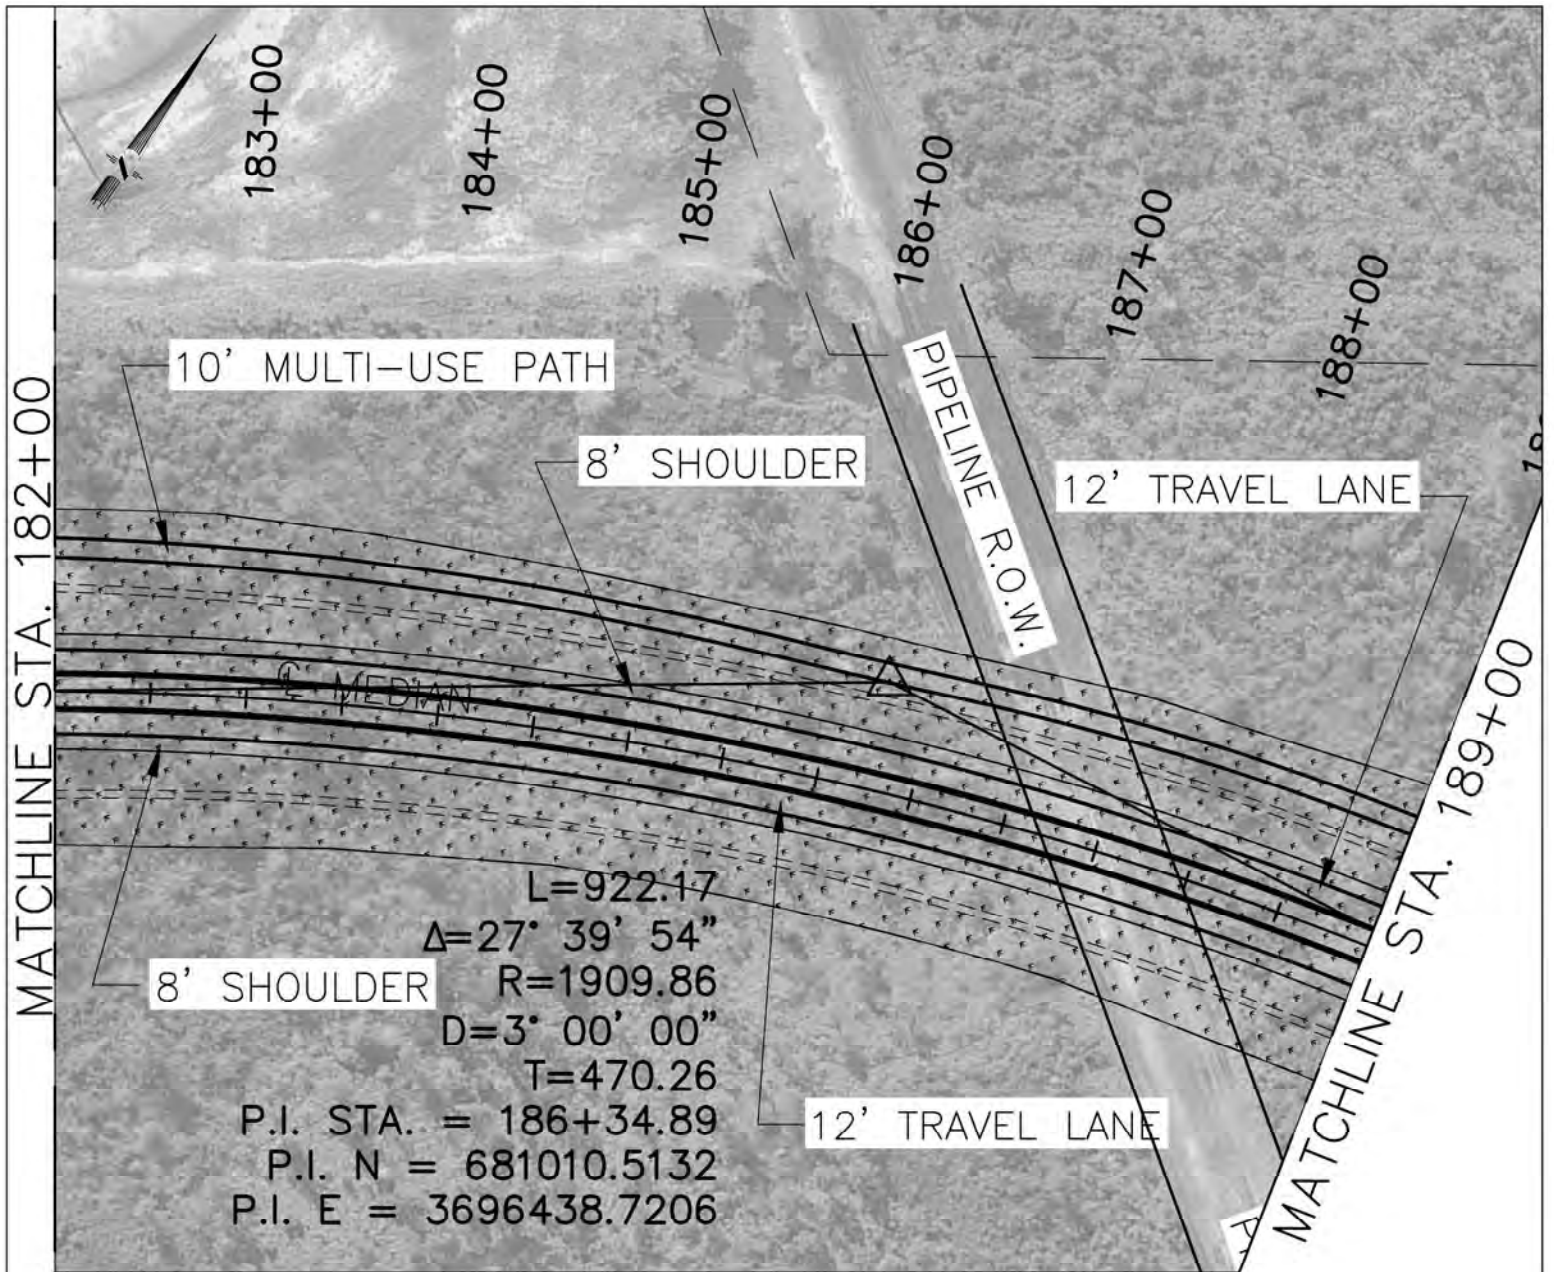 183+00
184+00
185+00
186+00
187+00
188+00
10' MULTI-USE PATH
8' SHOULDER
PIPELINE R.O.W.
12' TRAVEL LANE
MATCHLINE STA. 182+00
℄ MEDIAN
MATCHLINE STA. 189+00
8' SHOULDER
L=922.17
Δ=27° 39' 54"
R=1909.86
D=3° 00' 00"
T=470.26
P.I. STA. = 186+34.89
P.I. N = 681010.5132
P.I. E = 3696438.7206
12' TRAVEL LANE